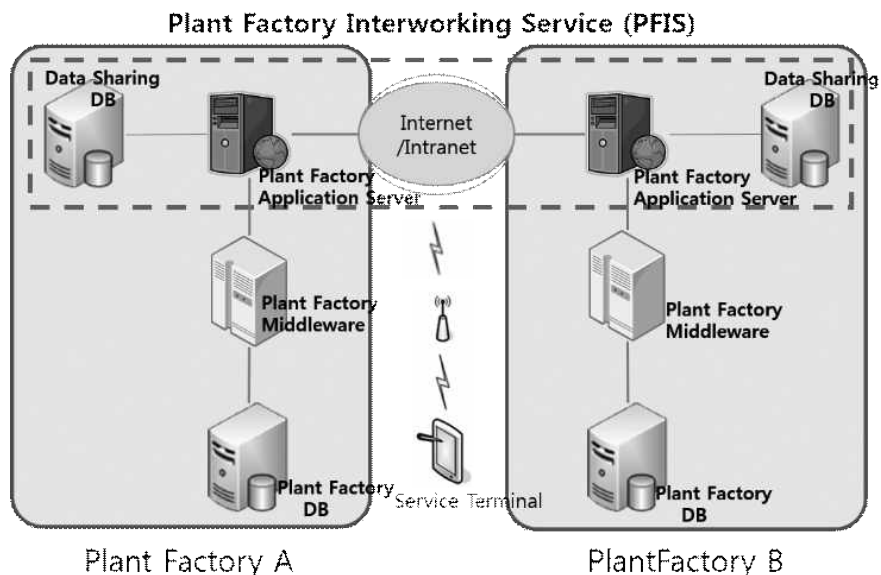 Plant Factory Interworking Service (PFIS)
Data Sharing
DB
Internet
/Intranet
Data Sharing
DB
Plant Factory
Application Server
Plant Factory
Application Server
Plant Factory
Middleware
Plant Factory
Middleware
Plant Factory
DB
Service Terminal
Plant Factory
DB
Plant Factory A
PlantFactory B